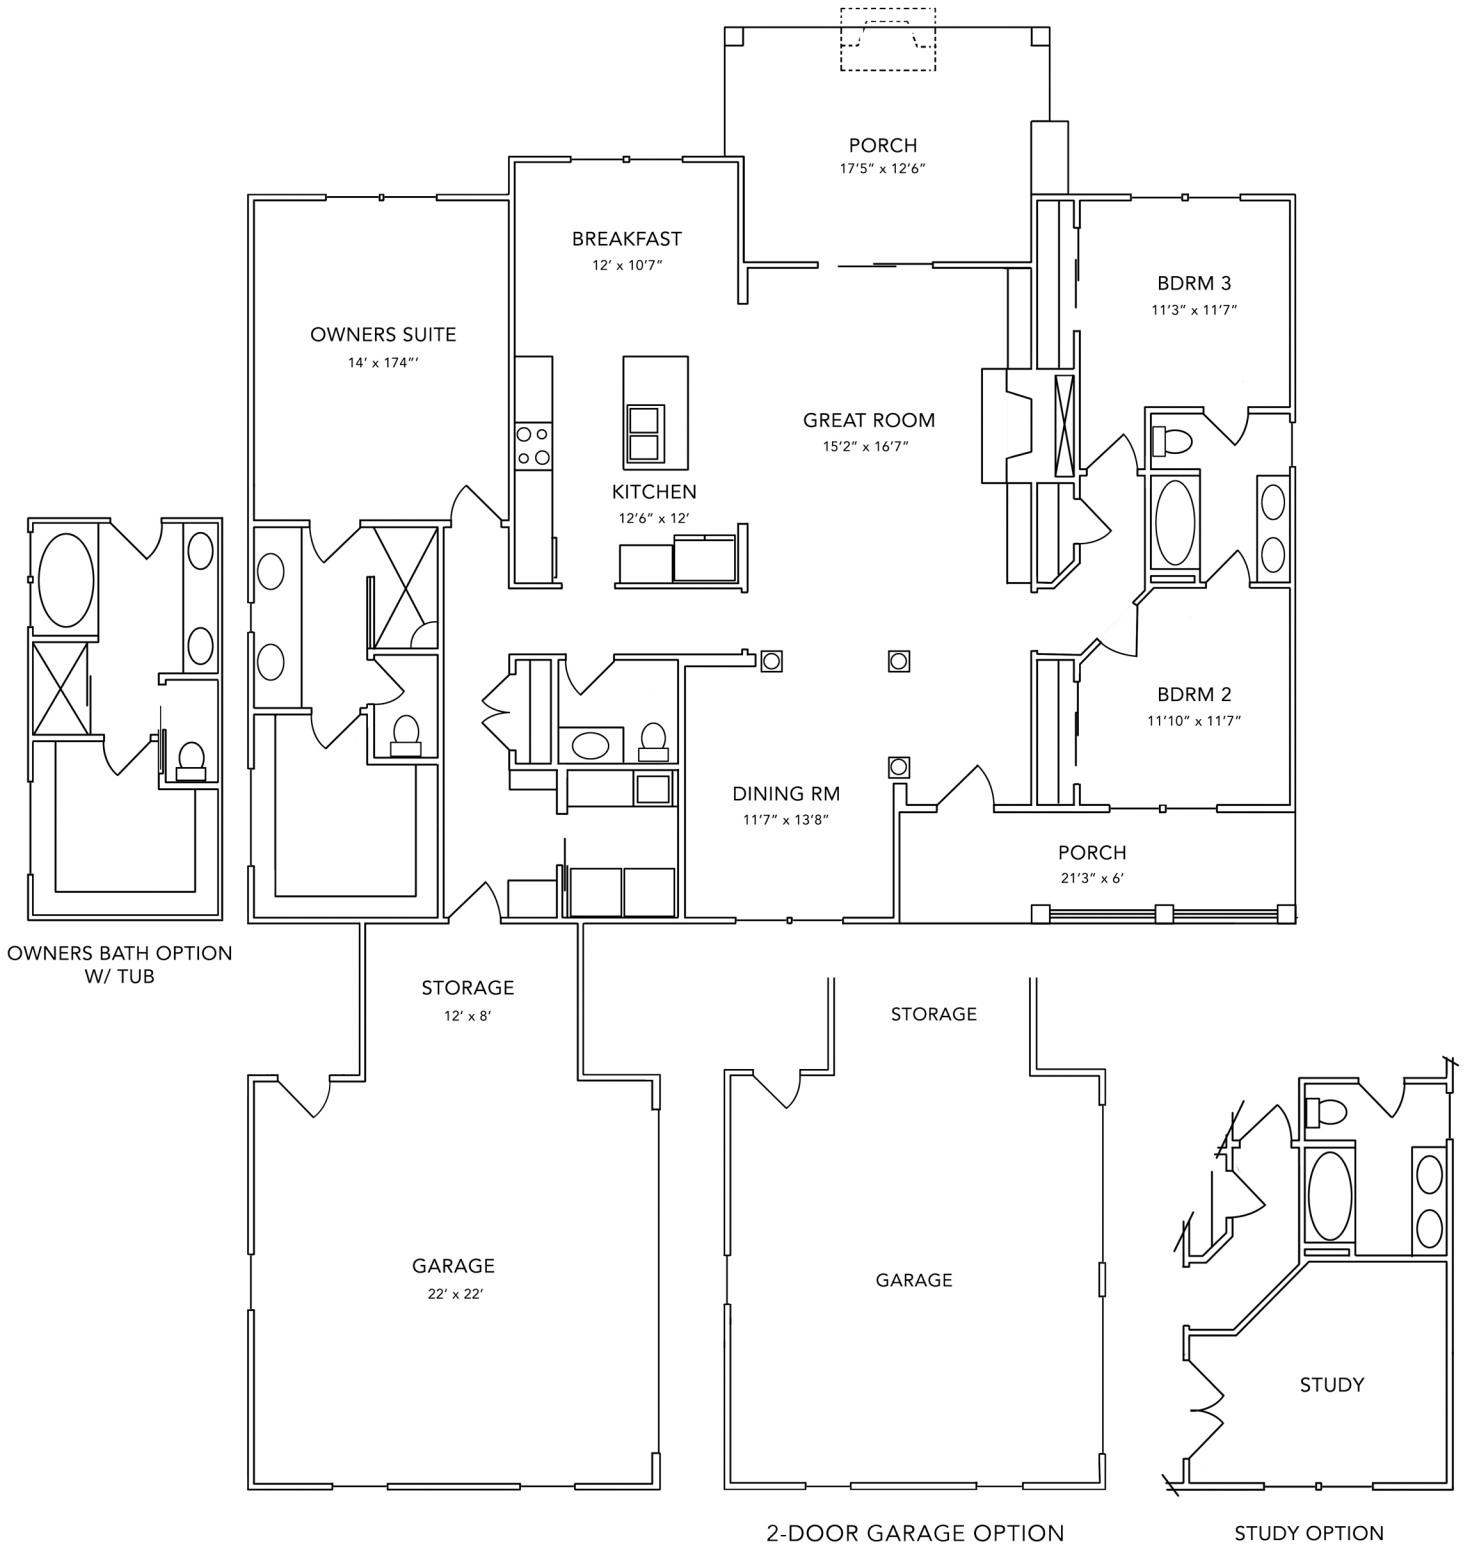 PORCH
17'5" x 12'6"
BREAKFAST
12' x 10'7"
BDRM 3
11'3" x 11'7"
OWNERS SUITE
14' x 174"'
GREAT ROOM
15'2" x 16'7"
KITCHEN
12'6" x 12'
BDRM 2
11'10" x 11'7"
DINING RM
11'7" x 13'8"
PORCH
21'3" x 6'
OWNERS BATH OPTION
W/ TUB
STORAGE
12' x 8'
STORAGE
GARAGE
22' x 22'
GARAGE
STUDY
2-DOOR GARAGE OPTION
STUDY OPTION